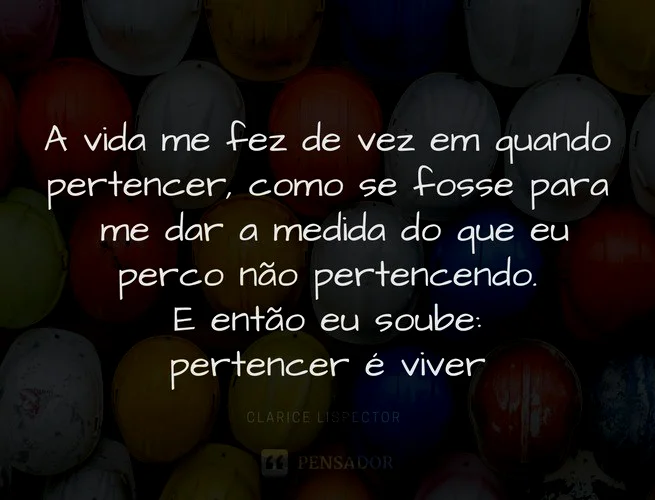 A vida me fez de vez em quando
pertencer, como se fosse para
me dar a medida do que eu
perco não pertencendo.
E então eu soube:
pertencer é viver
CLARICE LISPECTOR
PENSADOR